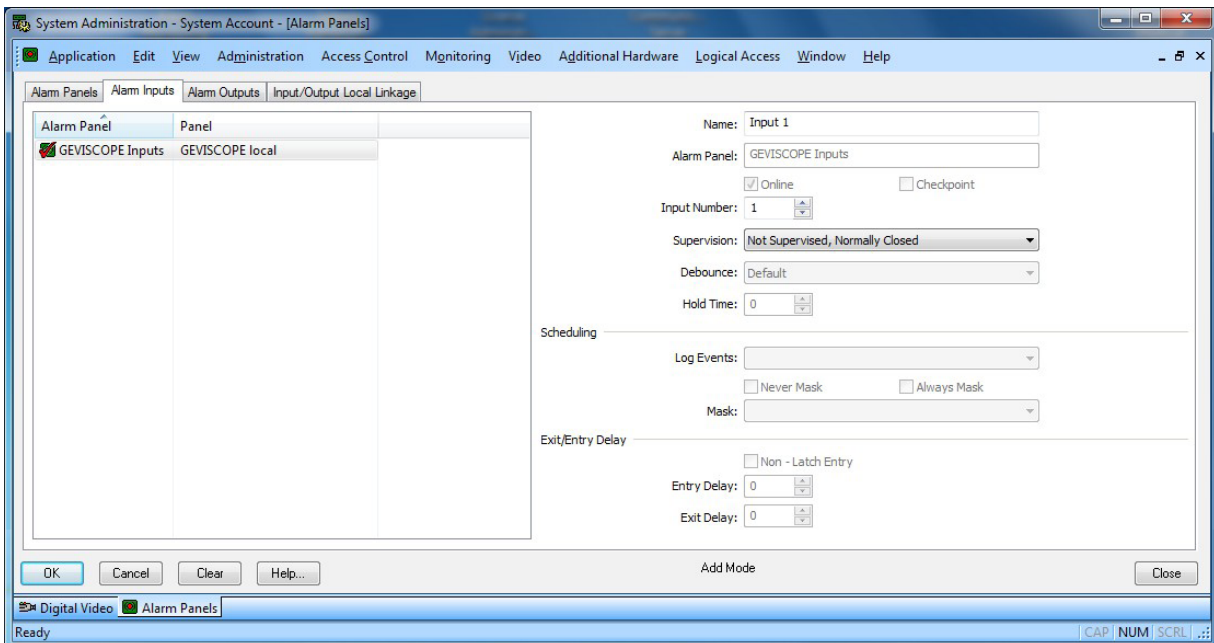 System Administration - System Account - [Alarm Panels]
Application Edit View Administration Access Control Monitoring Video Additional Hardware Logical Access Window Help
Alarm Panels Alarm Inputs Alarm Outputs Input/Output Local Linkage
Alarm Panel Panel
GEVISCOPE Inputs GEVISCOPE local
Name: Input 1
Alarm Panel: GEVISCOPE Inputs
Online Checkpoint
Input Number: 1
Supervision: Not Supervised, Normally Closed
Debounce: Default
Hold Time: 0
Scheduling
Log Events:
Never Mask Always Mask
Mask:
Exit/Entry Delay
Non - Latch Entry
Entry Delay: 0
Exit Delay: 0
OK Cancel Clear Help... Add Mode Close
Digital Video Alarm Panels
Ready CAP NUM SCRL